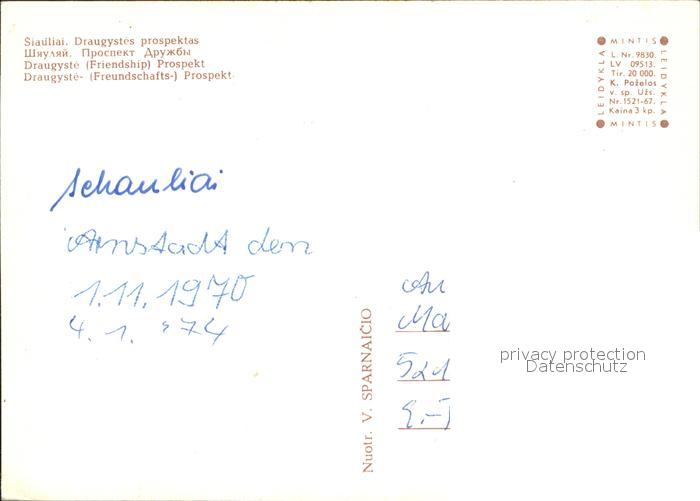 Šiauliai. Draugystės prospektas
Шяуляй. Проспект Дружбы
Draugystė (Friendship) Prospekt
Draugystė- (Freundschafts-) Prospekt
MINTIS
LEIDYKLA
L. Nr. 9830.
LV 09513.
Tir. 20 000.
K. Poželos
v. sp. Užs.
Nr. 1521-67.
Kaina 3 kp.
LEIDYKLA
MINTIS
Schauliai
Arnstadt den
1.11.1970
4. 1. '74
Nuotr. V. SPARNAIČIO
An
Ma
521
privacy protection
Datenschutz